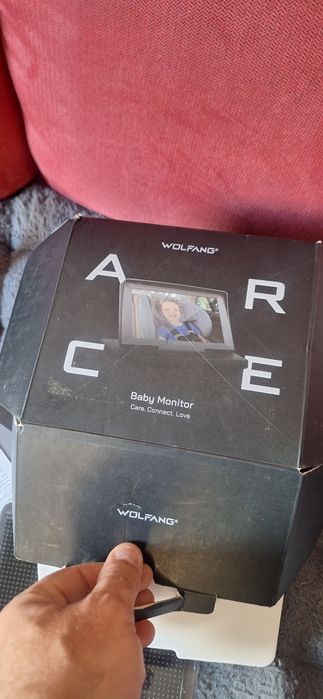 WOLFANG®
A R
C E
Baby Monitor
Care. Connect. Love
WOLFANG®